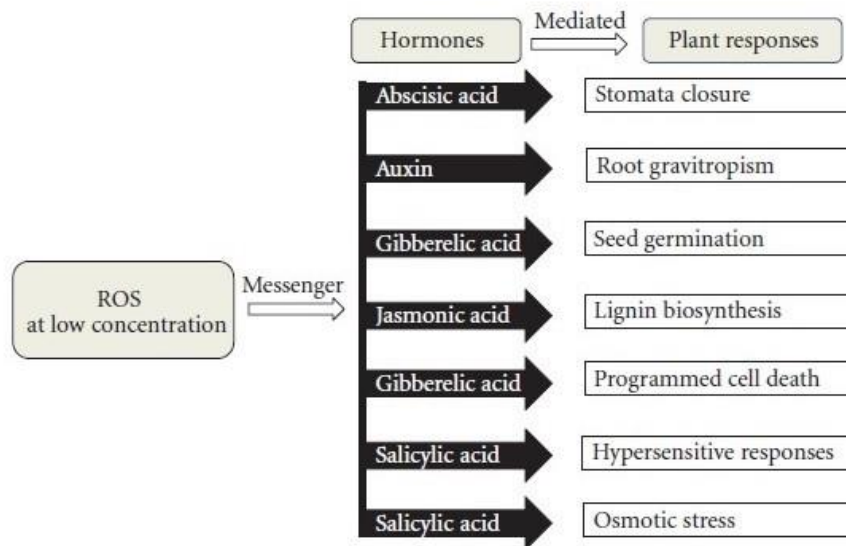 Hormones
Mediated
Plant responses
Abscisic acid
Stomata closure
Auxin
Root gravitropism
Gibberelic acid
Seed germination
ROS
at low concentration
Messenger
Jasmonic acid
Lignin biosynthesis
Gibberelic acid
Programmed cell death
Salicylic acid
Hypersensitive responses
Salicylic acid
Osmotic stress